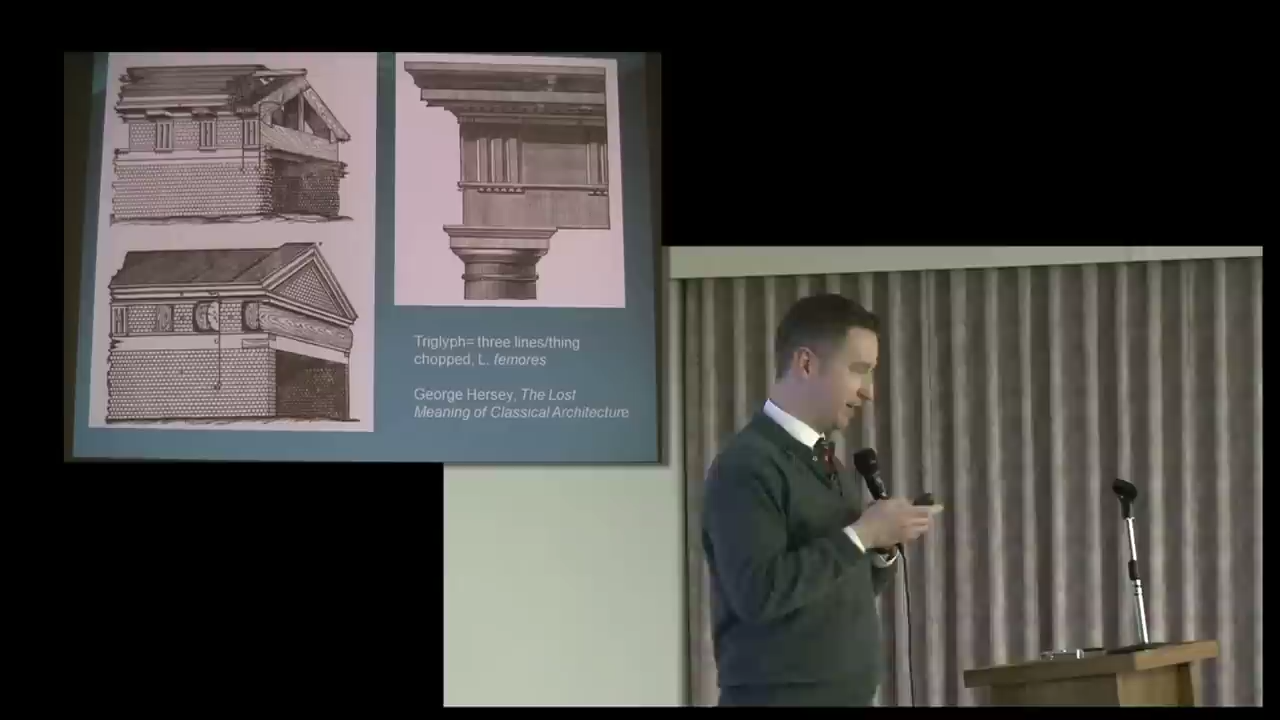 Triglyph= three lines/thing
chopped, L. femores
George Hersey, The Lost
Meaning of Classical Architecture